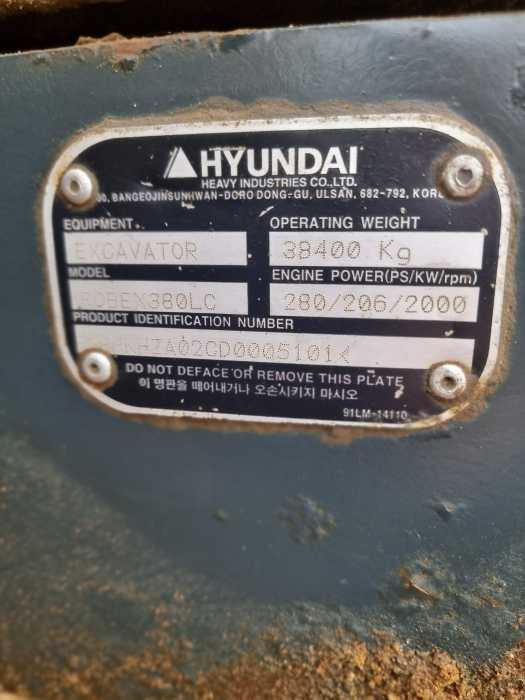 HYUNDAI
HEAVY INDUSTRIES CO.,LTD.
BANGEOJINSUNHWAN-DORO DONG-GU, ULSAN, 682-792,
EQUIPMENT OPERATING WEIGHT
EXCAVATOR 38400 Kg
MODEL ENGINE POWER(PS/KW/rpm)
ROBEX380LC 280/206/2000
PRODUCT IDENTIFICATION NUMBER
DO NOT DEFACE OR REMOVE THIS PLATE
이 명판을 떼어내거나 오손시키지 마시오
91LM-14110